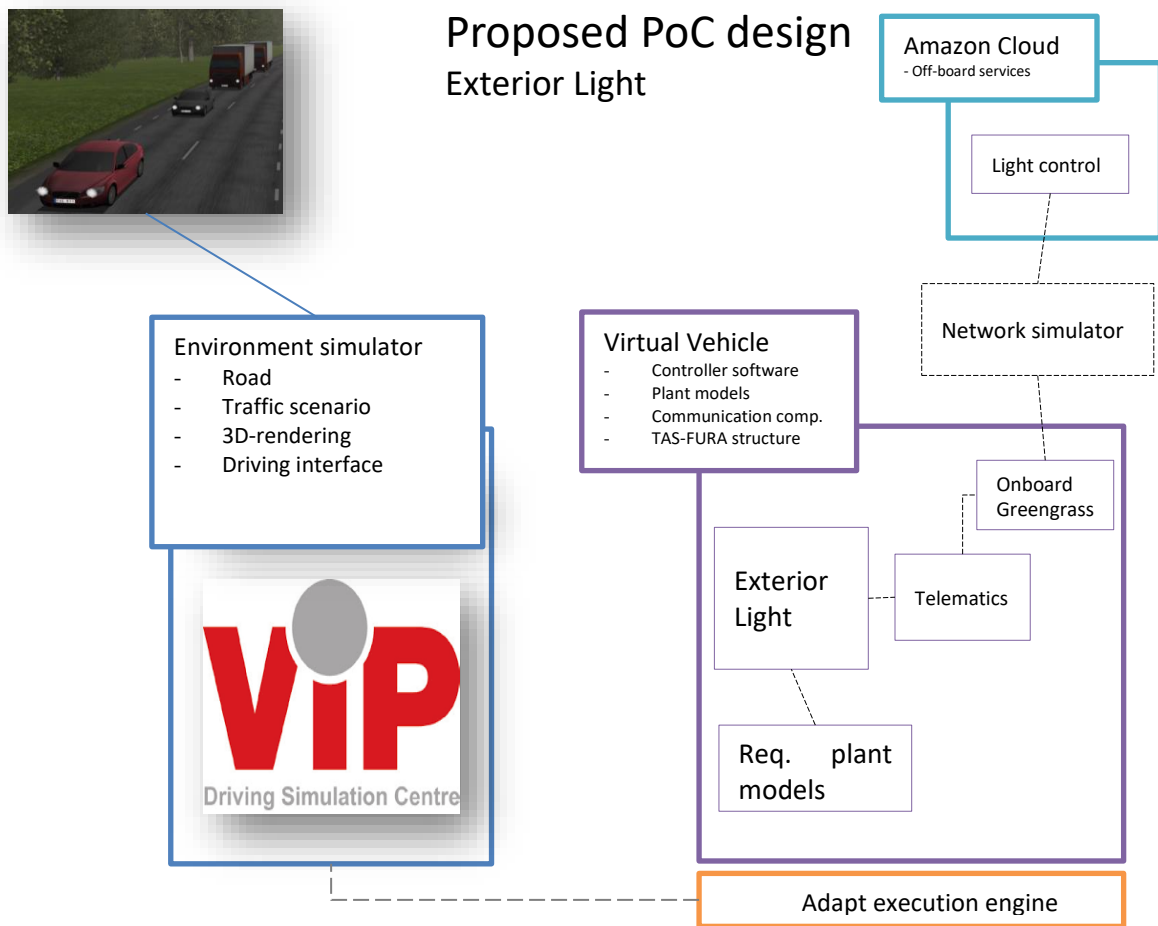 Proposed PoC design
Exterior Light
Amazon Cloud
- Off-board services
Light control
Network simulator
Environment simulator
- Road
- Traffic scenario
- 3D-rendering
- Driving interface
ViP
Driving Simulation Centre
Virtual Vehicle
- Controller software
- Plant models
- Communication comp.
- TAS-FURA structure
Onboard
Greengrass
Telematics
Exterior
Light
Req. plant
models
Adapt execution engine